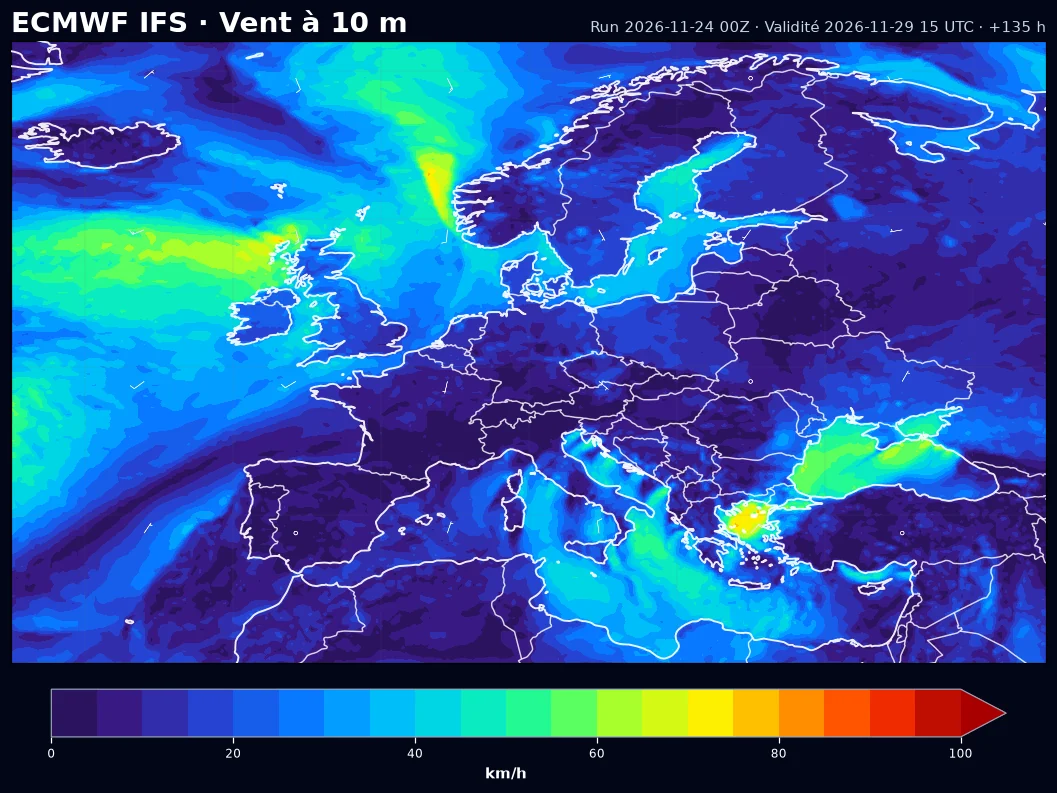 ECMWF IFS · Vent à 10 m
Run 2026-11-24 00Z · Validité 2026-11-29 15 UTC · +135 h
0 20 40 60 80 100
km/h